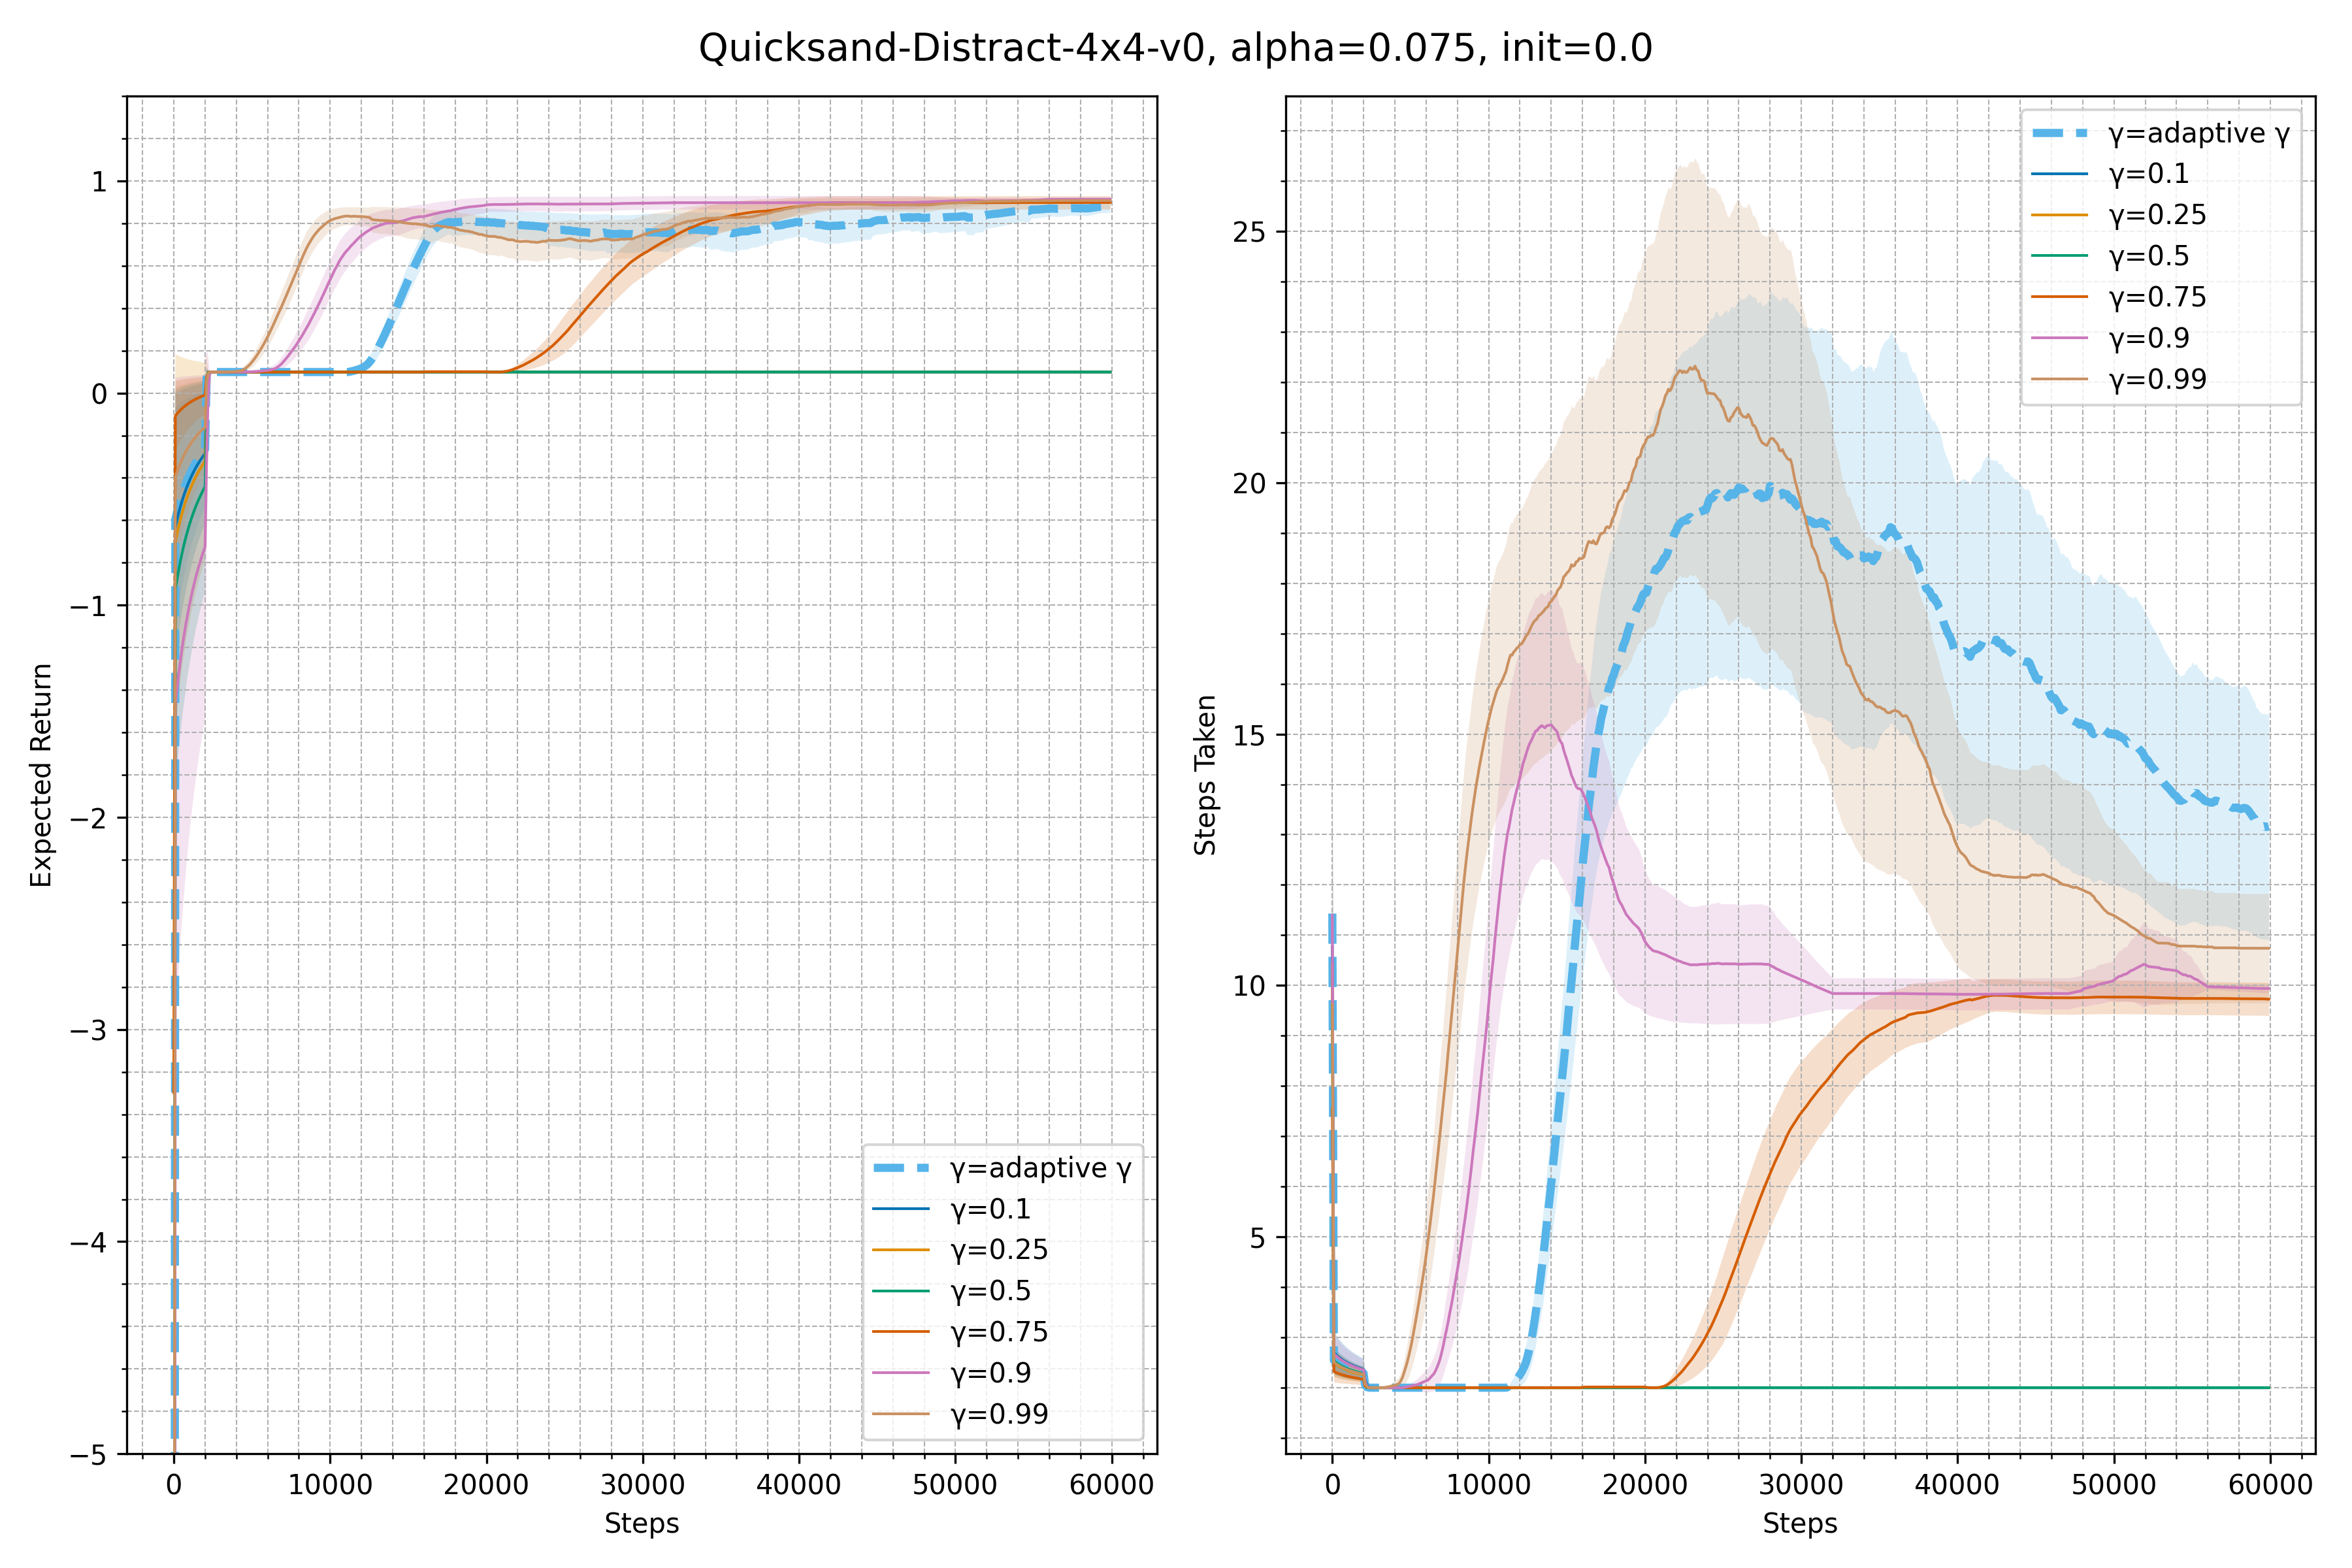 Quicksand-Distract-4x4-v0, alpha=0.075, init=0.0
Expected Return
1
0
−1
−2
−3
−4
−5
0 10000 20000 30000 40000 50000 60000
Steps
γ=adaptive γ
γ=0.1
γ=0.25
γ=0.5
γ=0.75
γ=0.9
γ=0.99
Steps Taken
25
20
15
10
5
0 10000 20000 30000 40000 50000 60000
Steps
γ=adaptive γ
γ=0.1
γ=0.25
γ=0.5
γ=0.75
γ=0.9
γ=0.99